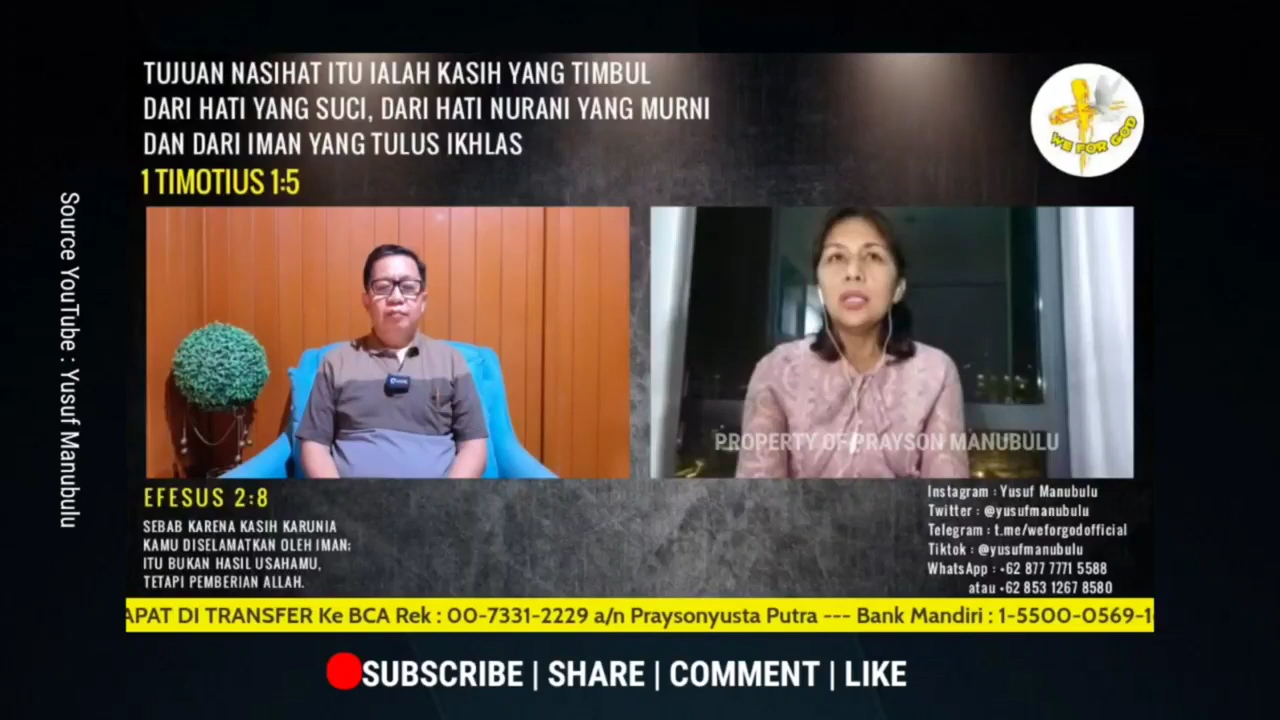 TUJUAN NASIHAT ITU IALAH KASIH YANG TIMBUL
DARI HATI YANG SUCI, DARI HATI NURANI YANG MURNI
DAN DARI IMAN YANG TULUS IKHLAS
1 TIMOTIUS 1:5
WE FOR GOD
Source YouTube : Yusuf Manubulu
PROPERTY OF PRAYSON MANUBULU
EFESUS 2:8
SEBAB KARENA KASIH KARUNIA
KAMU DISELAMATKAN OLEH IMAN;
ITU BUKAN HASIL USAHAMU,
TETAPI PEMBERIAN ALLAH.
Instagram : Yusuf Manubulu
Twitter : @yusufmanubulu
Telegram : t.me/weforgodofficial
Tiktok : @yusufmanubulu
WhatsApp : +62 877 7771 5588
atau +62 853 1267 8580
APAT DI TRANSFER Ke BCA Rek : 00-7331-2229 a/n Praysonyusta Putra --- Bank Mandiri : 1-5500-0569-1
SUBSCRIBE | SHARE | COMMENT | LIKE